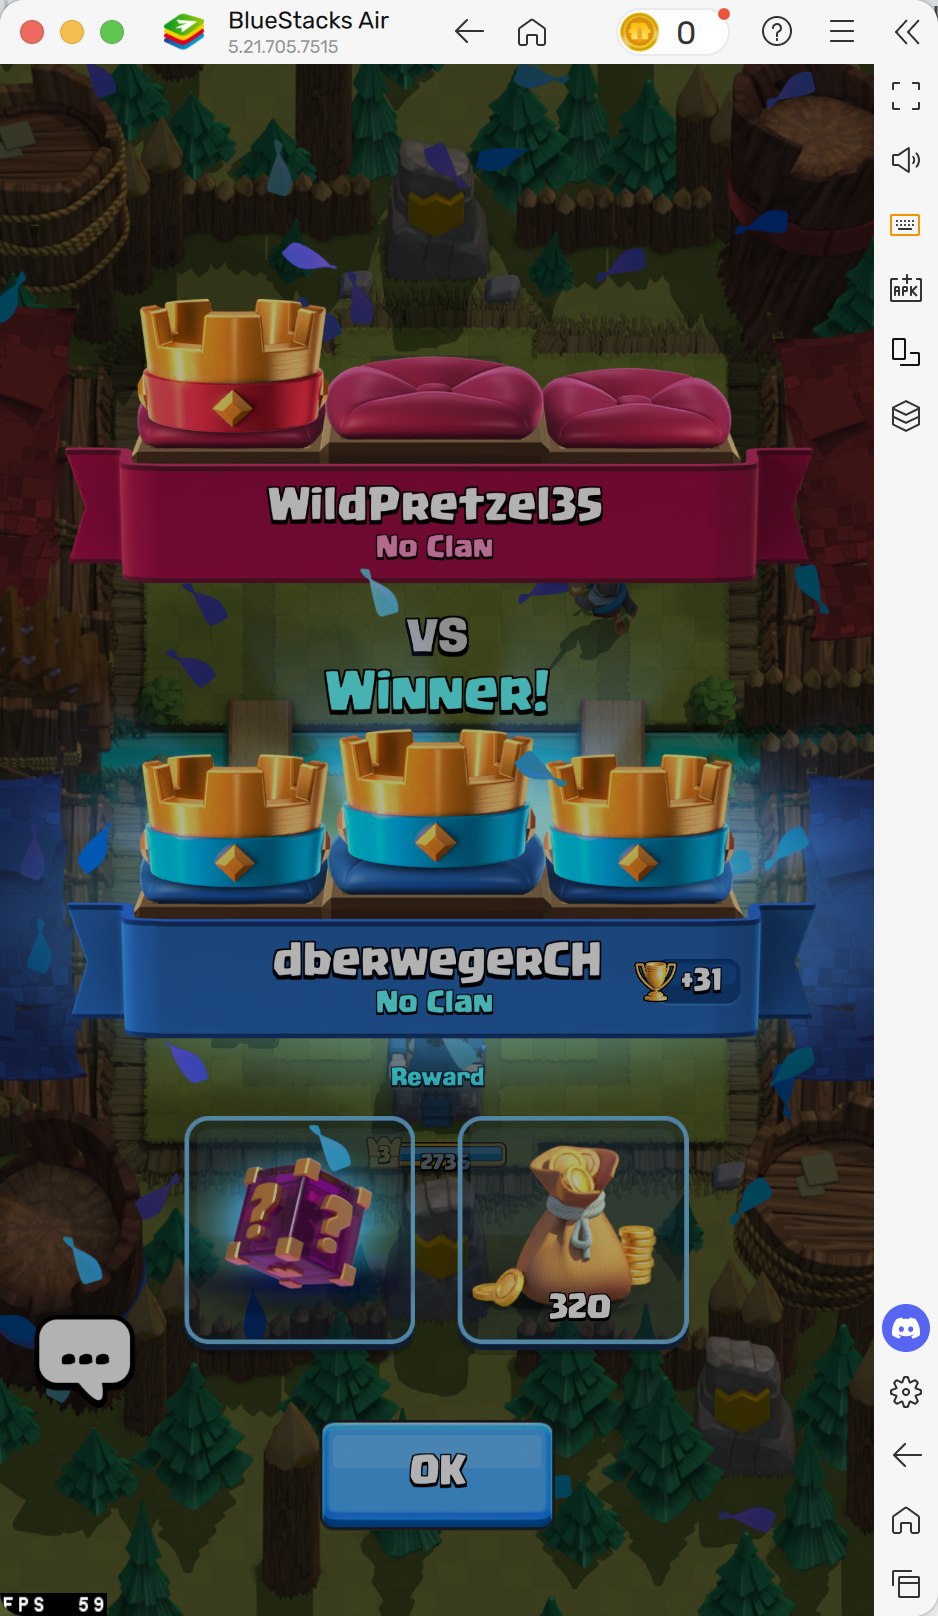 BlueStacks Air
5.21.705.7515
0
APK
WildPretzel35
No Clan
VS
Winner!
dberwegerCH
No Clan
+31
Reward
3
2735
? ?
320
...
OK
FPS 59